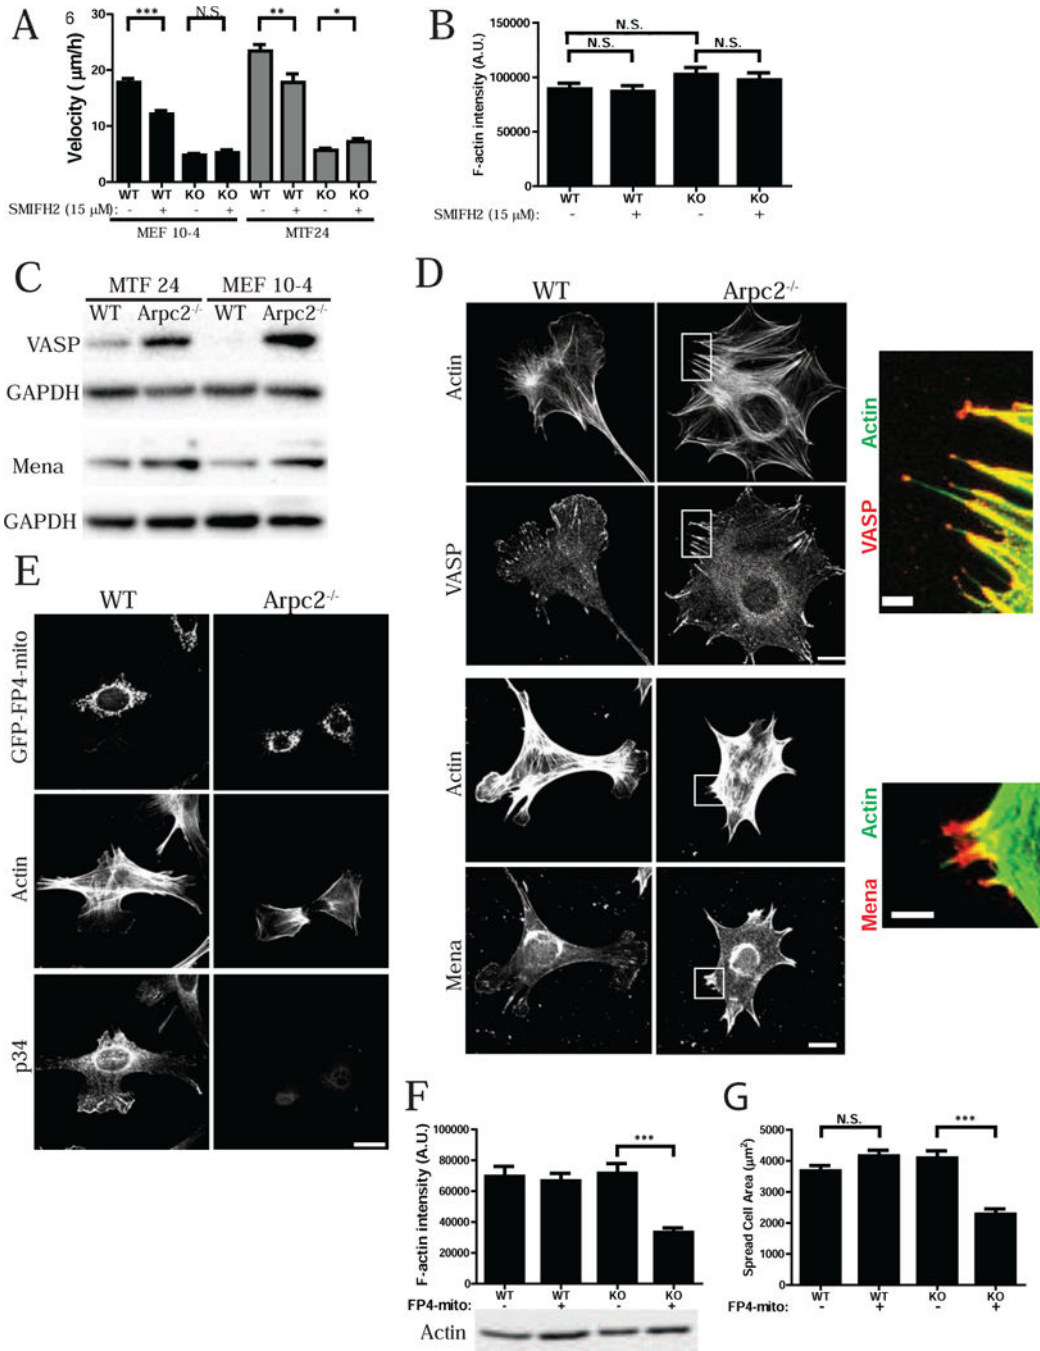 A
6
Velocity ( μm/h)
30
20
10
0
*** N.S. ** *
WT WT KO KO WT WT KO KO
SMIFH2 (15 μM): - + - + - + - +
MEF 10-4 MTF24
B
F-actin intensity (A.U.)
150000
100000
50000
0
N.S.
N.S. N.S.
WT WT KO KO
SMIFH2 (15 μM): - + - +
C
MTF 24 MEF 10-4
WT Arpc2-/- WT Arpc2-/-
VASP
GAPDH
Mena
GAPDH
D
WT Arpc2-/-
Actin
VASP
Actin
Mena
VASP Actin
Mena Actin
E
WT Arpc2-/-
GFP-FP4-mito
Actin
p34
F
F-actin intensity (A.U.)
100000
80000
60000
40000
20000
0
***
WT WT KO KO
FP4-mito: - + - +
Actin
G
Spread Cell Area (μm2)
5000
4000
3000
2000
1000
0
N.S. ***
WT WT KO KO
FP4-mito: - + - +